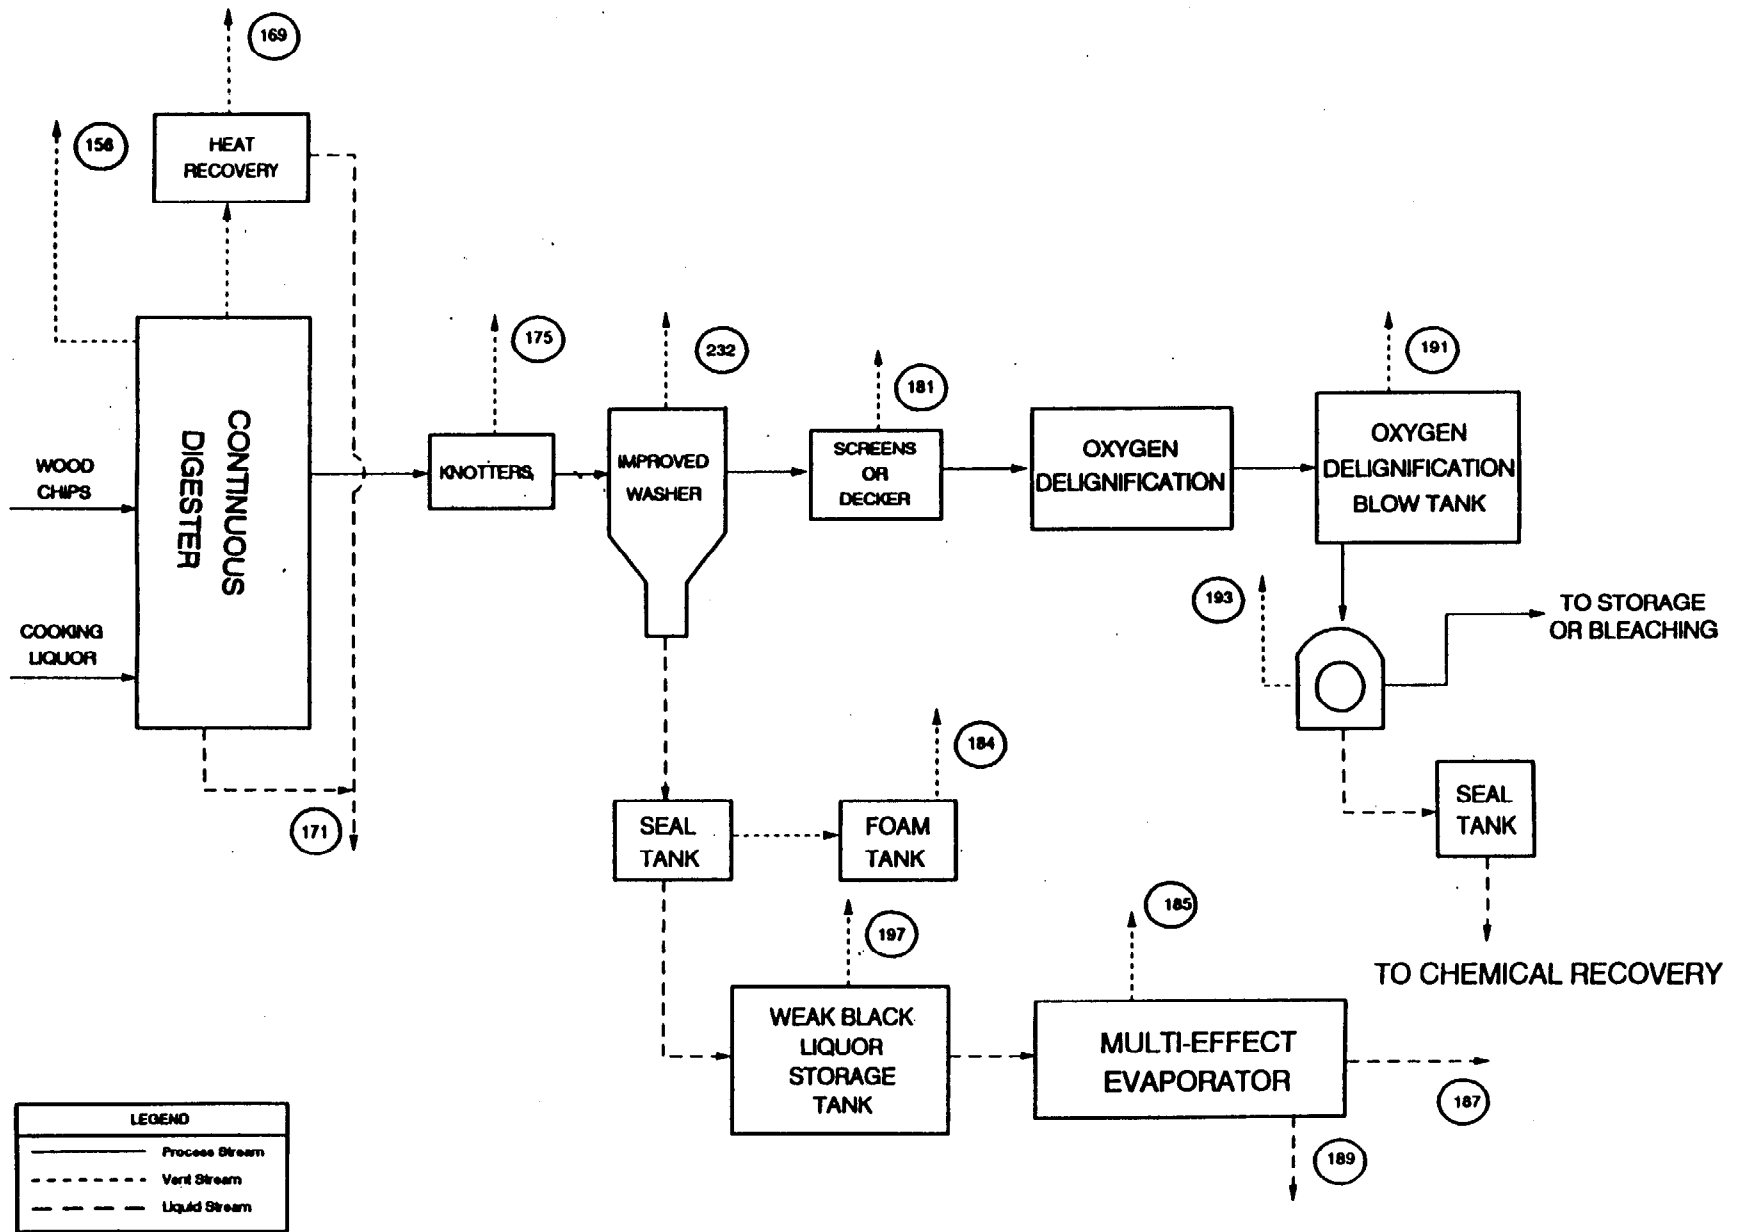 169
158
HEAT
RECOVERY
175
232
181
191
CONTINUOUS
DIGESTER
WOOD
CHIPS
KNOTTERS
IMPROVED
WASHER
SCREENS
OR
DECKER
OXYGEN
DELIGNIFICATION
OXYGEN
DELIGNIFICATION
BLOW TANK
193
TO STORAGE
OR BLEACHING
COOKING
LIQUOR
184
171
SEAL
TANK
FOAM
TANK
SEAL
TANK
197
185
TO CHEMICAL RECOVERY
WEAK BLACK
LIQUOR
STORAGE
TANK
MULTI-EFFECT
EVAPORATOR
187
189
LEGEND
Process Stream
Vent Stream
Liquid Stream